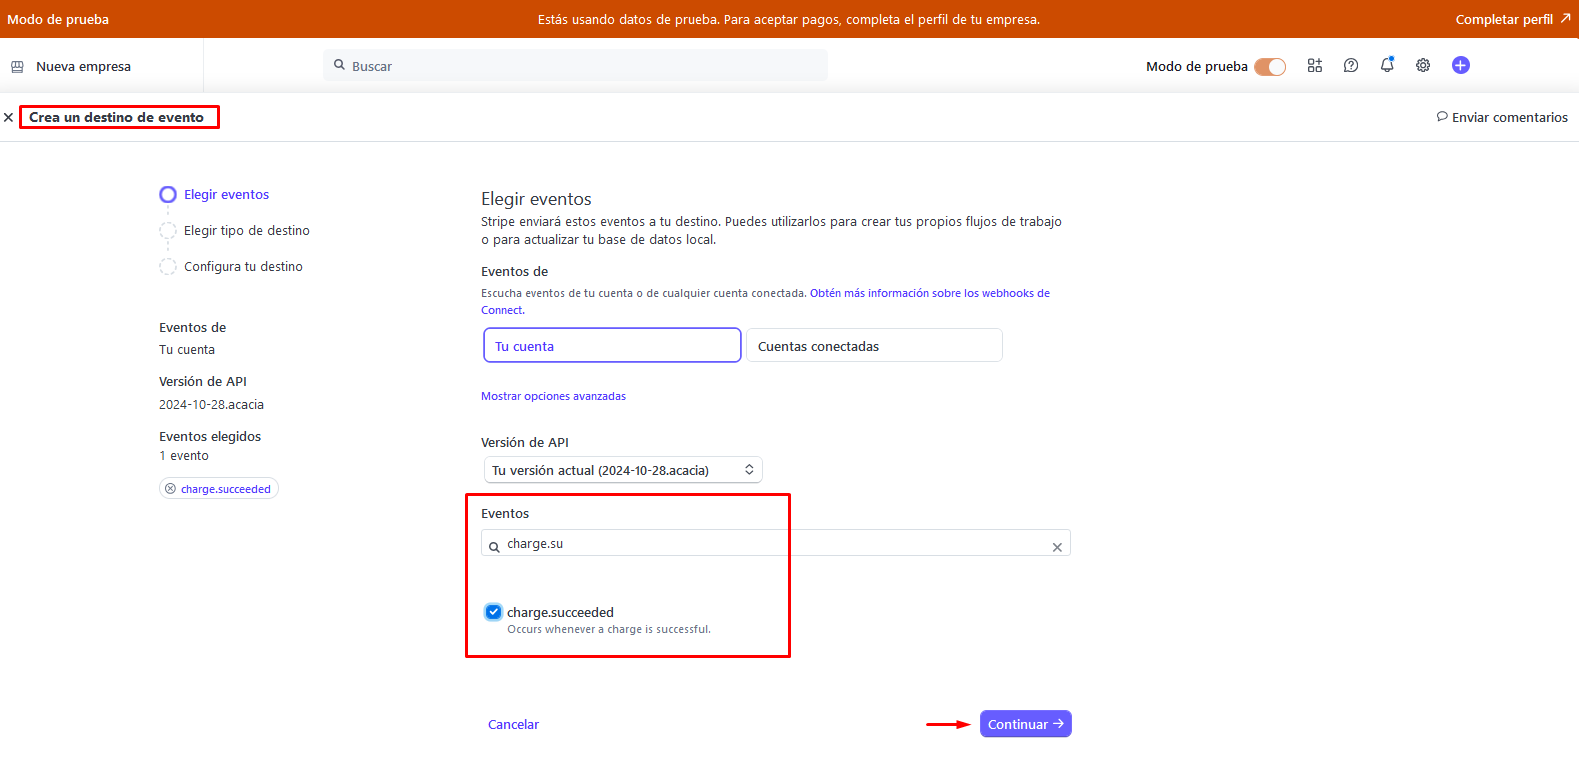 Modo de prueba
Estás usando datos de prueba. Para aceptar pagos, completa el perfil de tu empresa.
Completar perfil
Nueva empresa
Buscar
Modo de prueba
Crea un destino de evento
Enviar comentarios
Elegir eventos
Elegir tipo de destino
Configura tu destino
Eventos de
Tu cuenta
Versión de API
2024-10-28.acacia
Eventos elegidos
1 evento
charge.succeeded
Elegir eventos
Stripe enviará estos eventos a tu destino. Puedes utilizarlos para crear tus propios flujos de trabajo
o para actualizar tu base de datos local.
Eventos de
Escucha eventos de tu cuenta o de cualquier cuenta conectada. Obtén más información sobre los webhooks de
Connect.
Tu cuenta
Cuentas conectadas
Mostrar opciones avanzadas
Versión de API
Tu versión actual (2024-10-28.acacia)
Eventos
charge.su
charge.succeeded
Occurs whenever a charge is successful.
Cancelar
Continuar